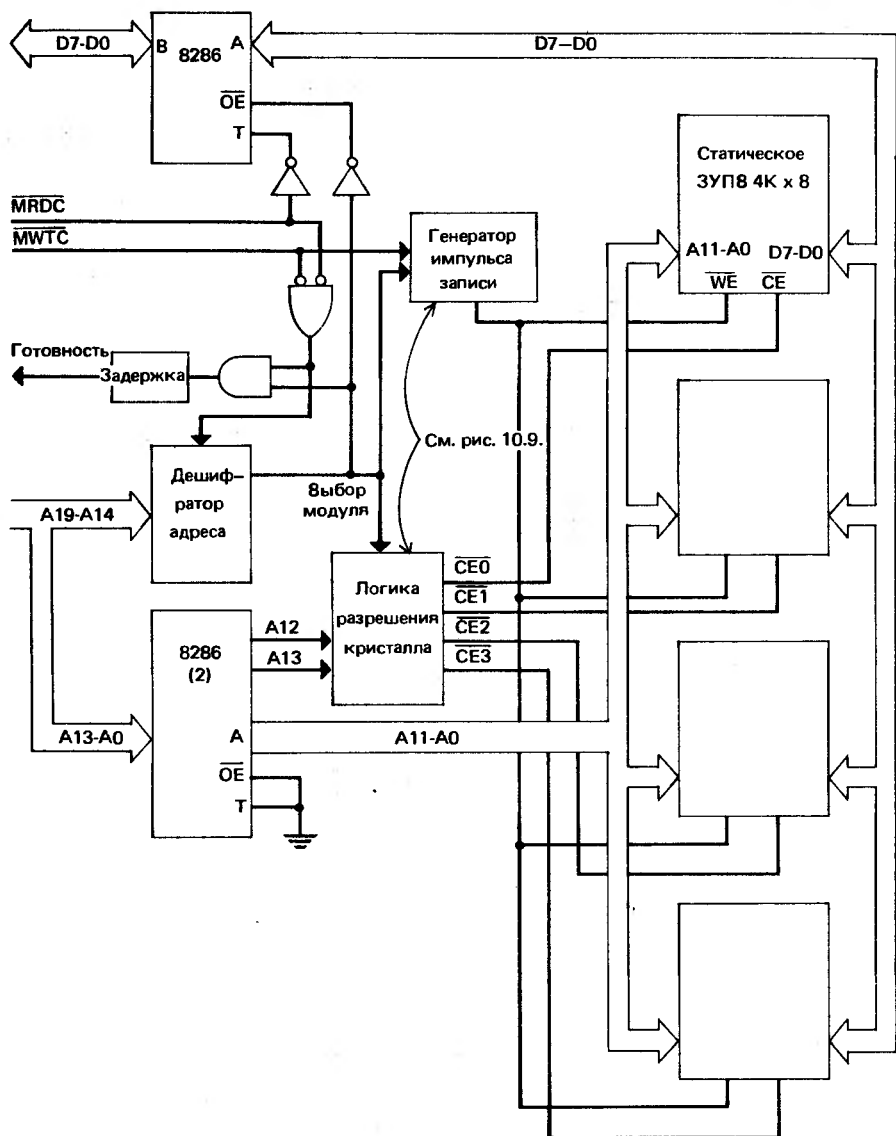 D7-D0
B
8286
A
D7—D0
OE
T
Статическое
ЗУП8 4К x 8
MRDC
MWTC
Генератор
импульса
записи
A11-A0
D7-D0
WE
CE
Готовность
Задержка
См. рис. 10.9.
Дешиф-
ратор
адреса
Выбор
модуля
A19-A14
CE0
CE1
CE2
CE3
Логика
разрешения
кристалла
A12
A13
8286
(2)
A13-A0
A
A11-A0
OE
T